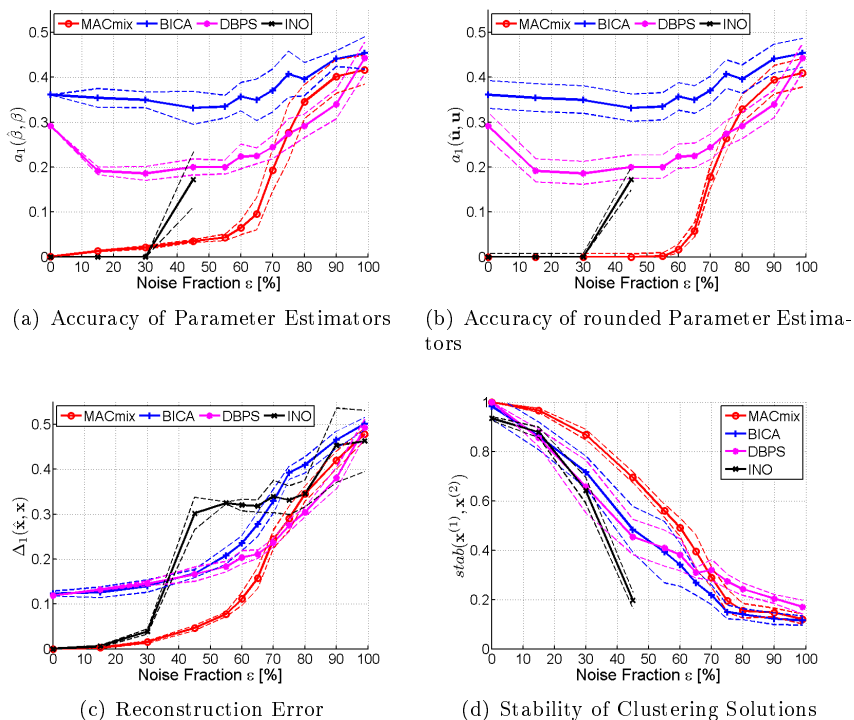 MACmix BICA DBPS INO
0.5
0.4
0.3
0.2
0.1
0
a₁(β̂, β)
0 10 20 30 40 50 60 70 80 90 100
Noise Fraction ε [%]
(a) Accuracy of Parameter Estimators
MACmix BICA DBPS INO
0.5
0.4
0.3
0.2
0.1
0
a₁(û, u)
0 10 20 30 40 50 60 70 80 90 100
Noise Fraction ε [%]
(b) Accuracy of rounded Parameter Estima-
tors
MACmix BICA DBPS INO
0.5
0.4
0.3
0.2
0.1
0
Δ₁(x̂, x)
0 10 20 30 40 50 60 70 80 90 100
Noise Fraction ε [%]
(c) Reconstruction Error
MACmix
BICA
DBPS
INO
1
0.8
0.6
0.4
0.2
0
stab(x⁽¹⁾, x⁽²⁾)
0 10 20 30 40 50 60 70 80 90 100
Noise Fraction ε [%]
(d) Stability of Clustering Solutions